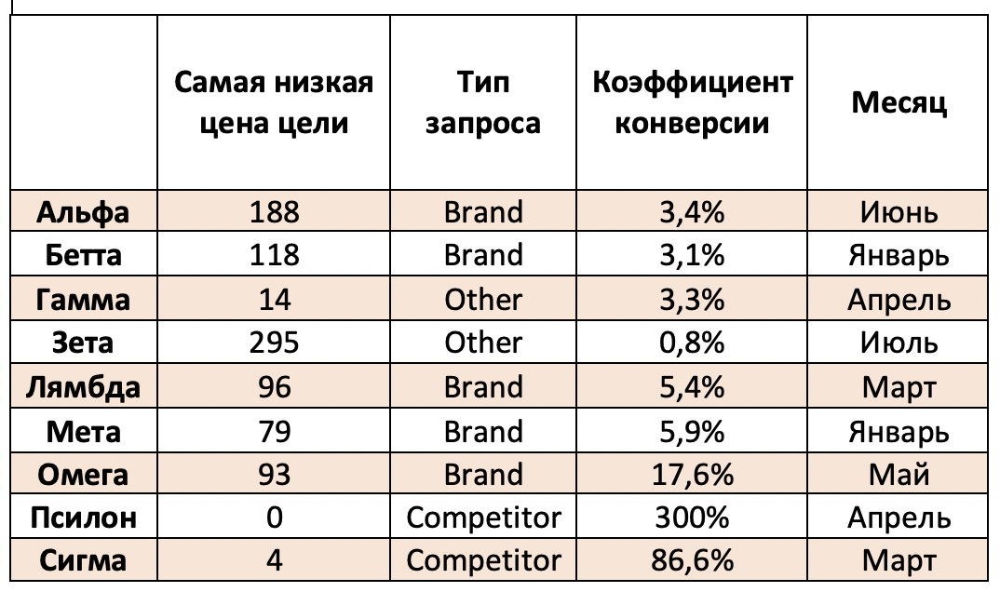 Самая низкая цена цели Тип запроса Коэффициент конверсии Месяц
Альфа 188 Brand 3,4% Июнь
Бетта 118 Brand 3,1% Январь
Гамма 14 Other 3,3% Апрель
Зета 295 Other 0,8% Июль
Лямбда 96 Brand 5,4% Март
Мета 79 Brand 5,9% Январь
Омега 93 Brand 17,6% Май
Псилон 0 Competitor 300% Апрель
Сигма 4 Competitor 86,6% Март